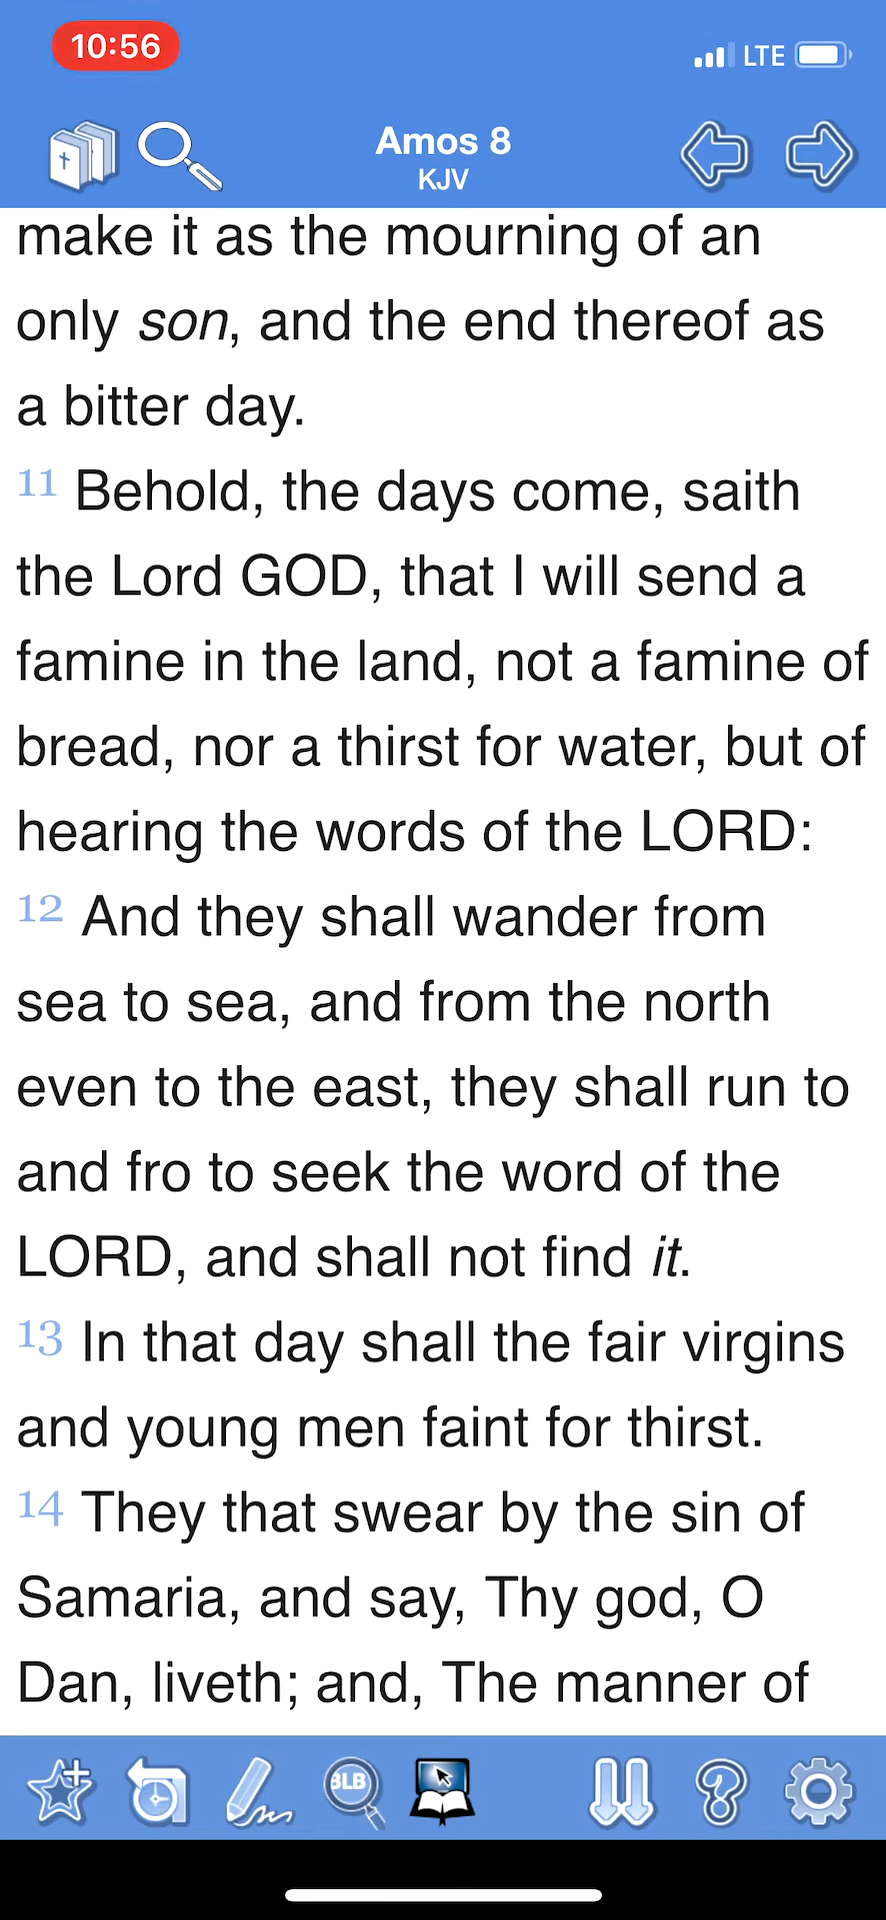 10:56
LTE
Amos 8
KJV
make it as the mourning of an
only son, and the end thereof as
a bitter day.
11 Behold, the days come, saith
the Lord GOD, that I will send a
famine in the land, not a famine of
bread, nor a thirst for water, but of
hearing the words of the LORD:
12 And they shall wander from
sea to sea, and from the north
even to the east, they shall run to
and fro to seek the word of the
LORD, and shall not find it.
13 In that day shall the fair virgins
and young men faint for thirst.
14 They that swear by the sin of
Samaria, and say, Thy god, O
Dan, liveth; and, The manner of
BLB